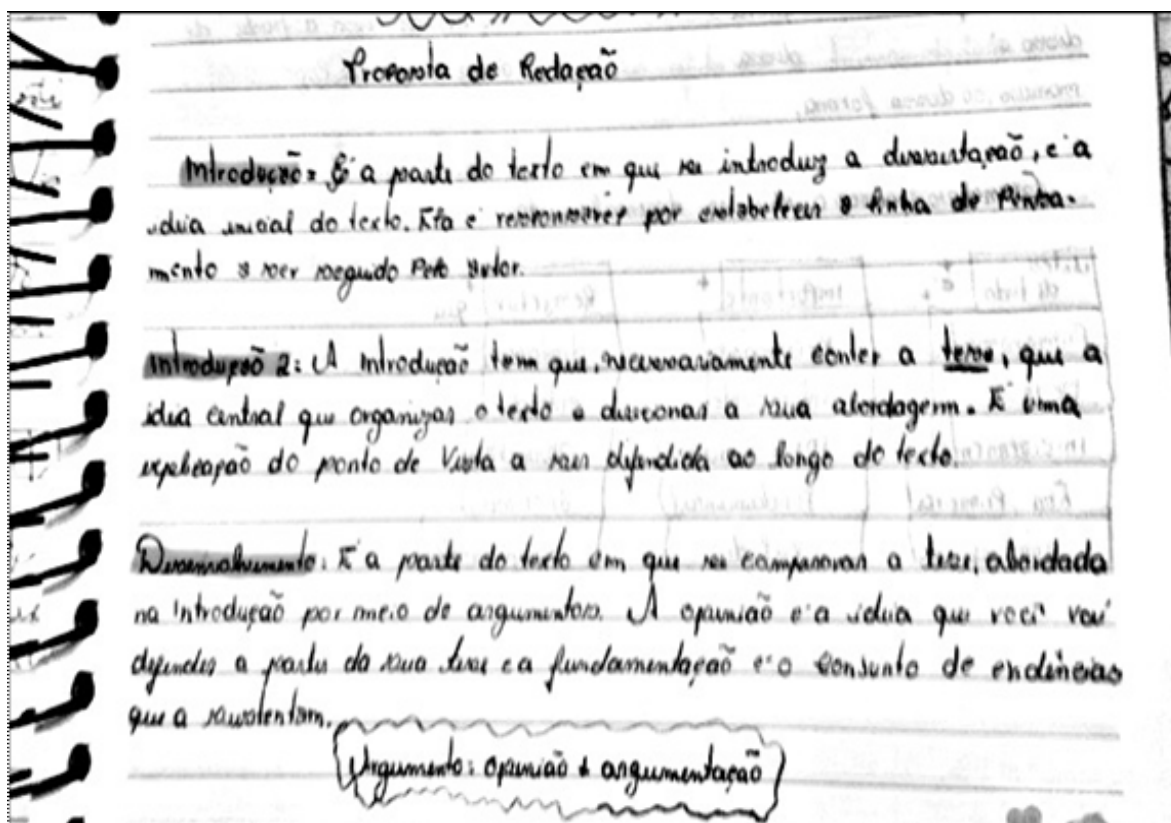 Proposta de Redação
Introdução: É a parte do texto em que se introduz a dissertação, e a
ideia inicial do texto. Ela é responsável por estabelecer a linha de Pensa-
mento a ser seguido Pelo autor.
Introdução 2: A introdução tem que, necessariamente conter a tese, que a
ideia central que organizar o texto e direcionar a sua abordagem. É uma
explicação do ponto de Vista a ser defendida ao longo do texto.
Desenvolvimento: É a parte do texto em que se comprovar a tese, abordada
na introdução por meio de argumentos. A opinião é a ideia que você vai
defender a partir da sua tese e a fundamentação é o conjunto de evidências
que a sustentam.
Argumento: opinião + argumentação